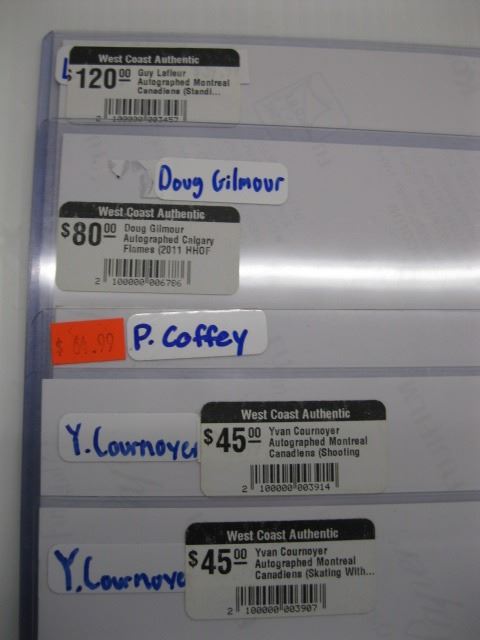 West Coast Authentic
$120.00 Guy Lafleur
Autographed Montreal
Canadiens (Standi...
2 100000 003457
Doug Gilmour
West Coast Authentic
$80.00 Doug Gilmour
Autographed Calgary
Flames (2011 HHOF
2 100000 006786
P. Coffey
Y. Cournoyer
West Coast Authentic
$45.00 Yvan Cournoyer
Autographed Montreal
Canadiens (Shooting
2 100000 003914
Y. Cournoye
West Coast Authentic
$45.00 Yvan Cournoyer
Autographed Montreal
Canadiens (Skating With...
2 100000 003907